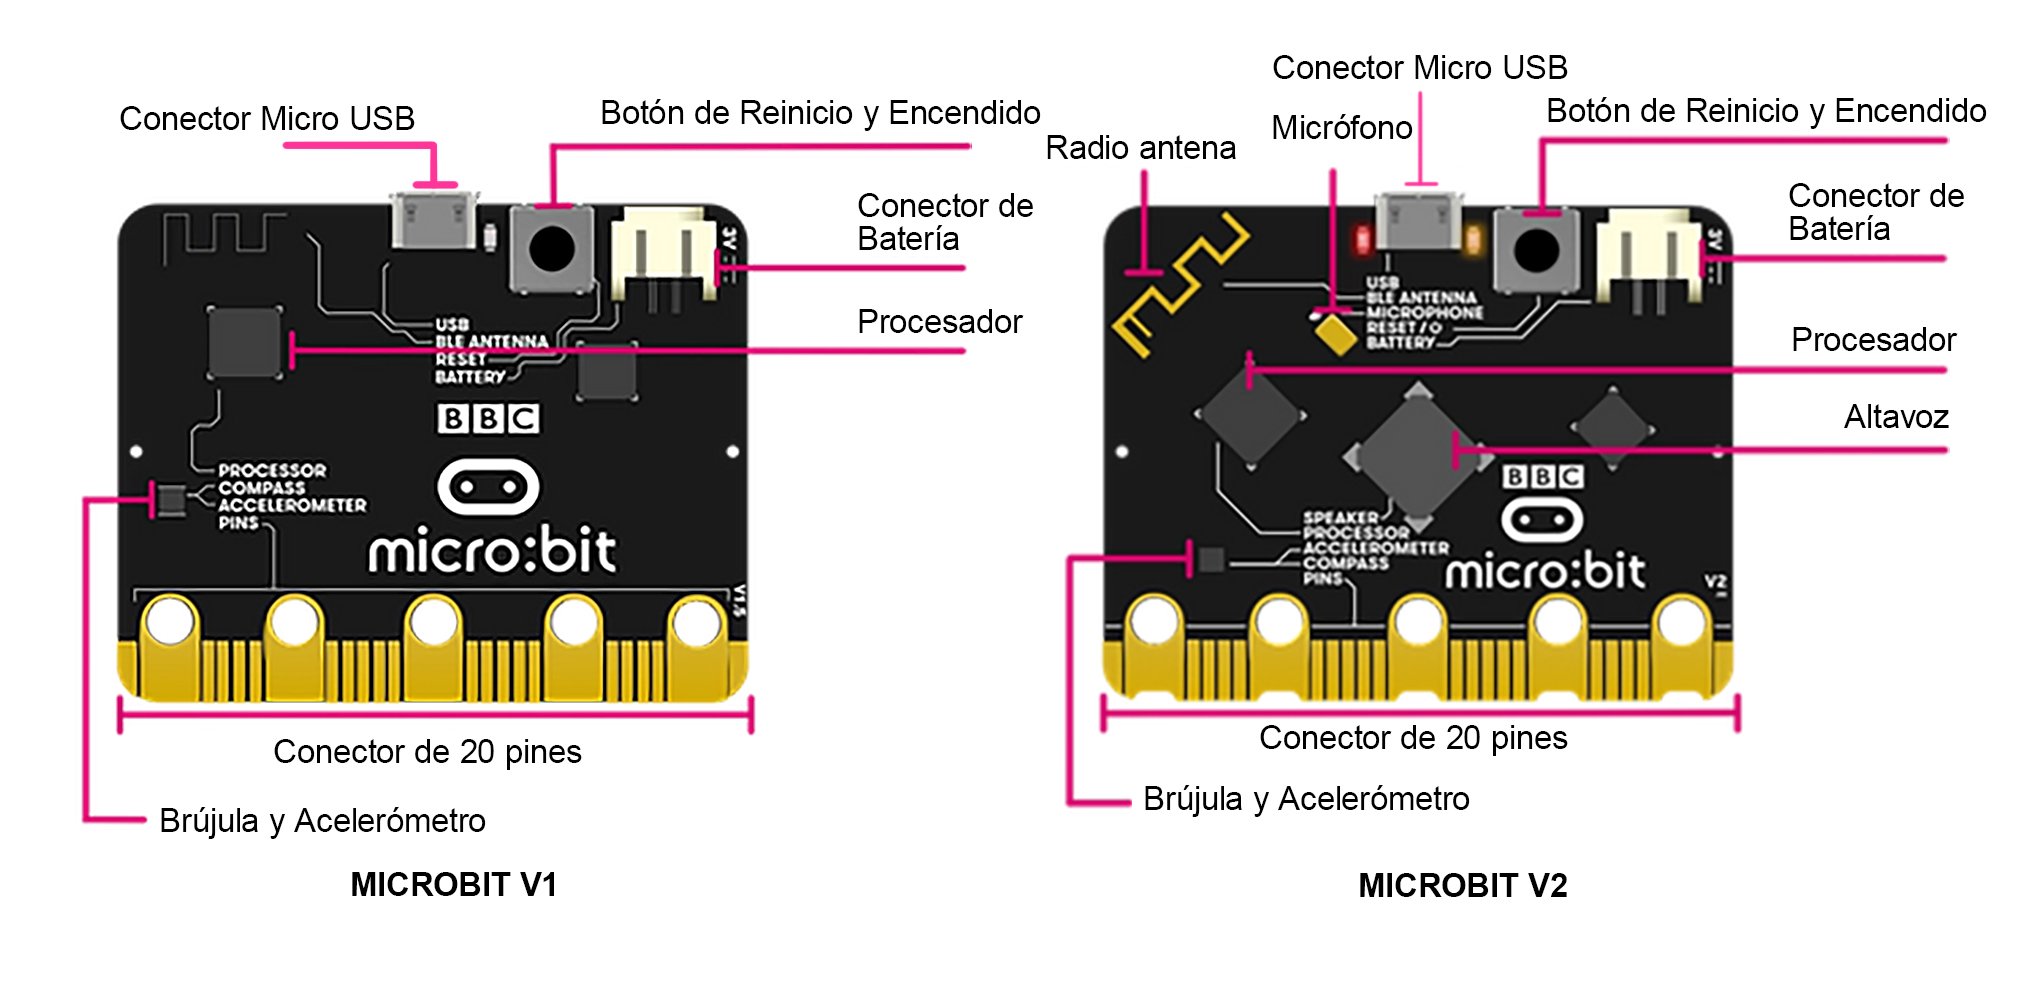 Conector Micro USB
Botón de Reinicio y Encendido
Conector de
Batería
Procesador
3V
USB
BLE ANTENNA
RESET
BATTERY
BBC
PROCESSOR
COMPASS
ACCELEROMETER
PINS
micro:bit
V1.5
Conector de 20 pines
Brújula y Acelerómetro
MICROBIT V1
Conector Micro USB
Botón de Reinicio y Encendido
Micrófono
Radio antena
Conector de
Batería
3V
USB
BLE ANTENNA
MICROPHONE
RESET/⏻
BATTERY
Procesador
Altavoz
BBC
SPEAKER
PROCESSOR
ACCELEROMETER
COMPASS
PINS
micro:bit
V2
Conector de 20 pines
Brújula y Acelerómetro
MICROBIT V2